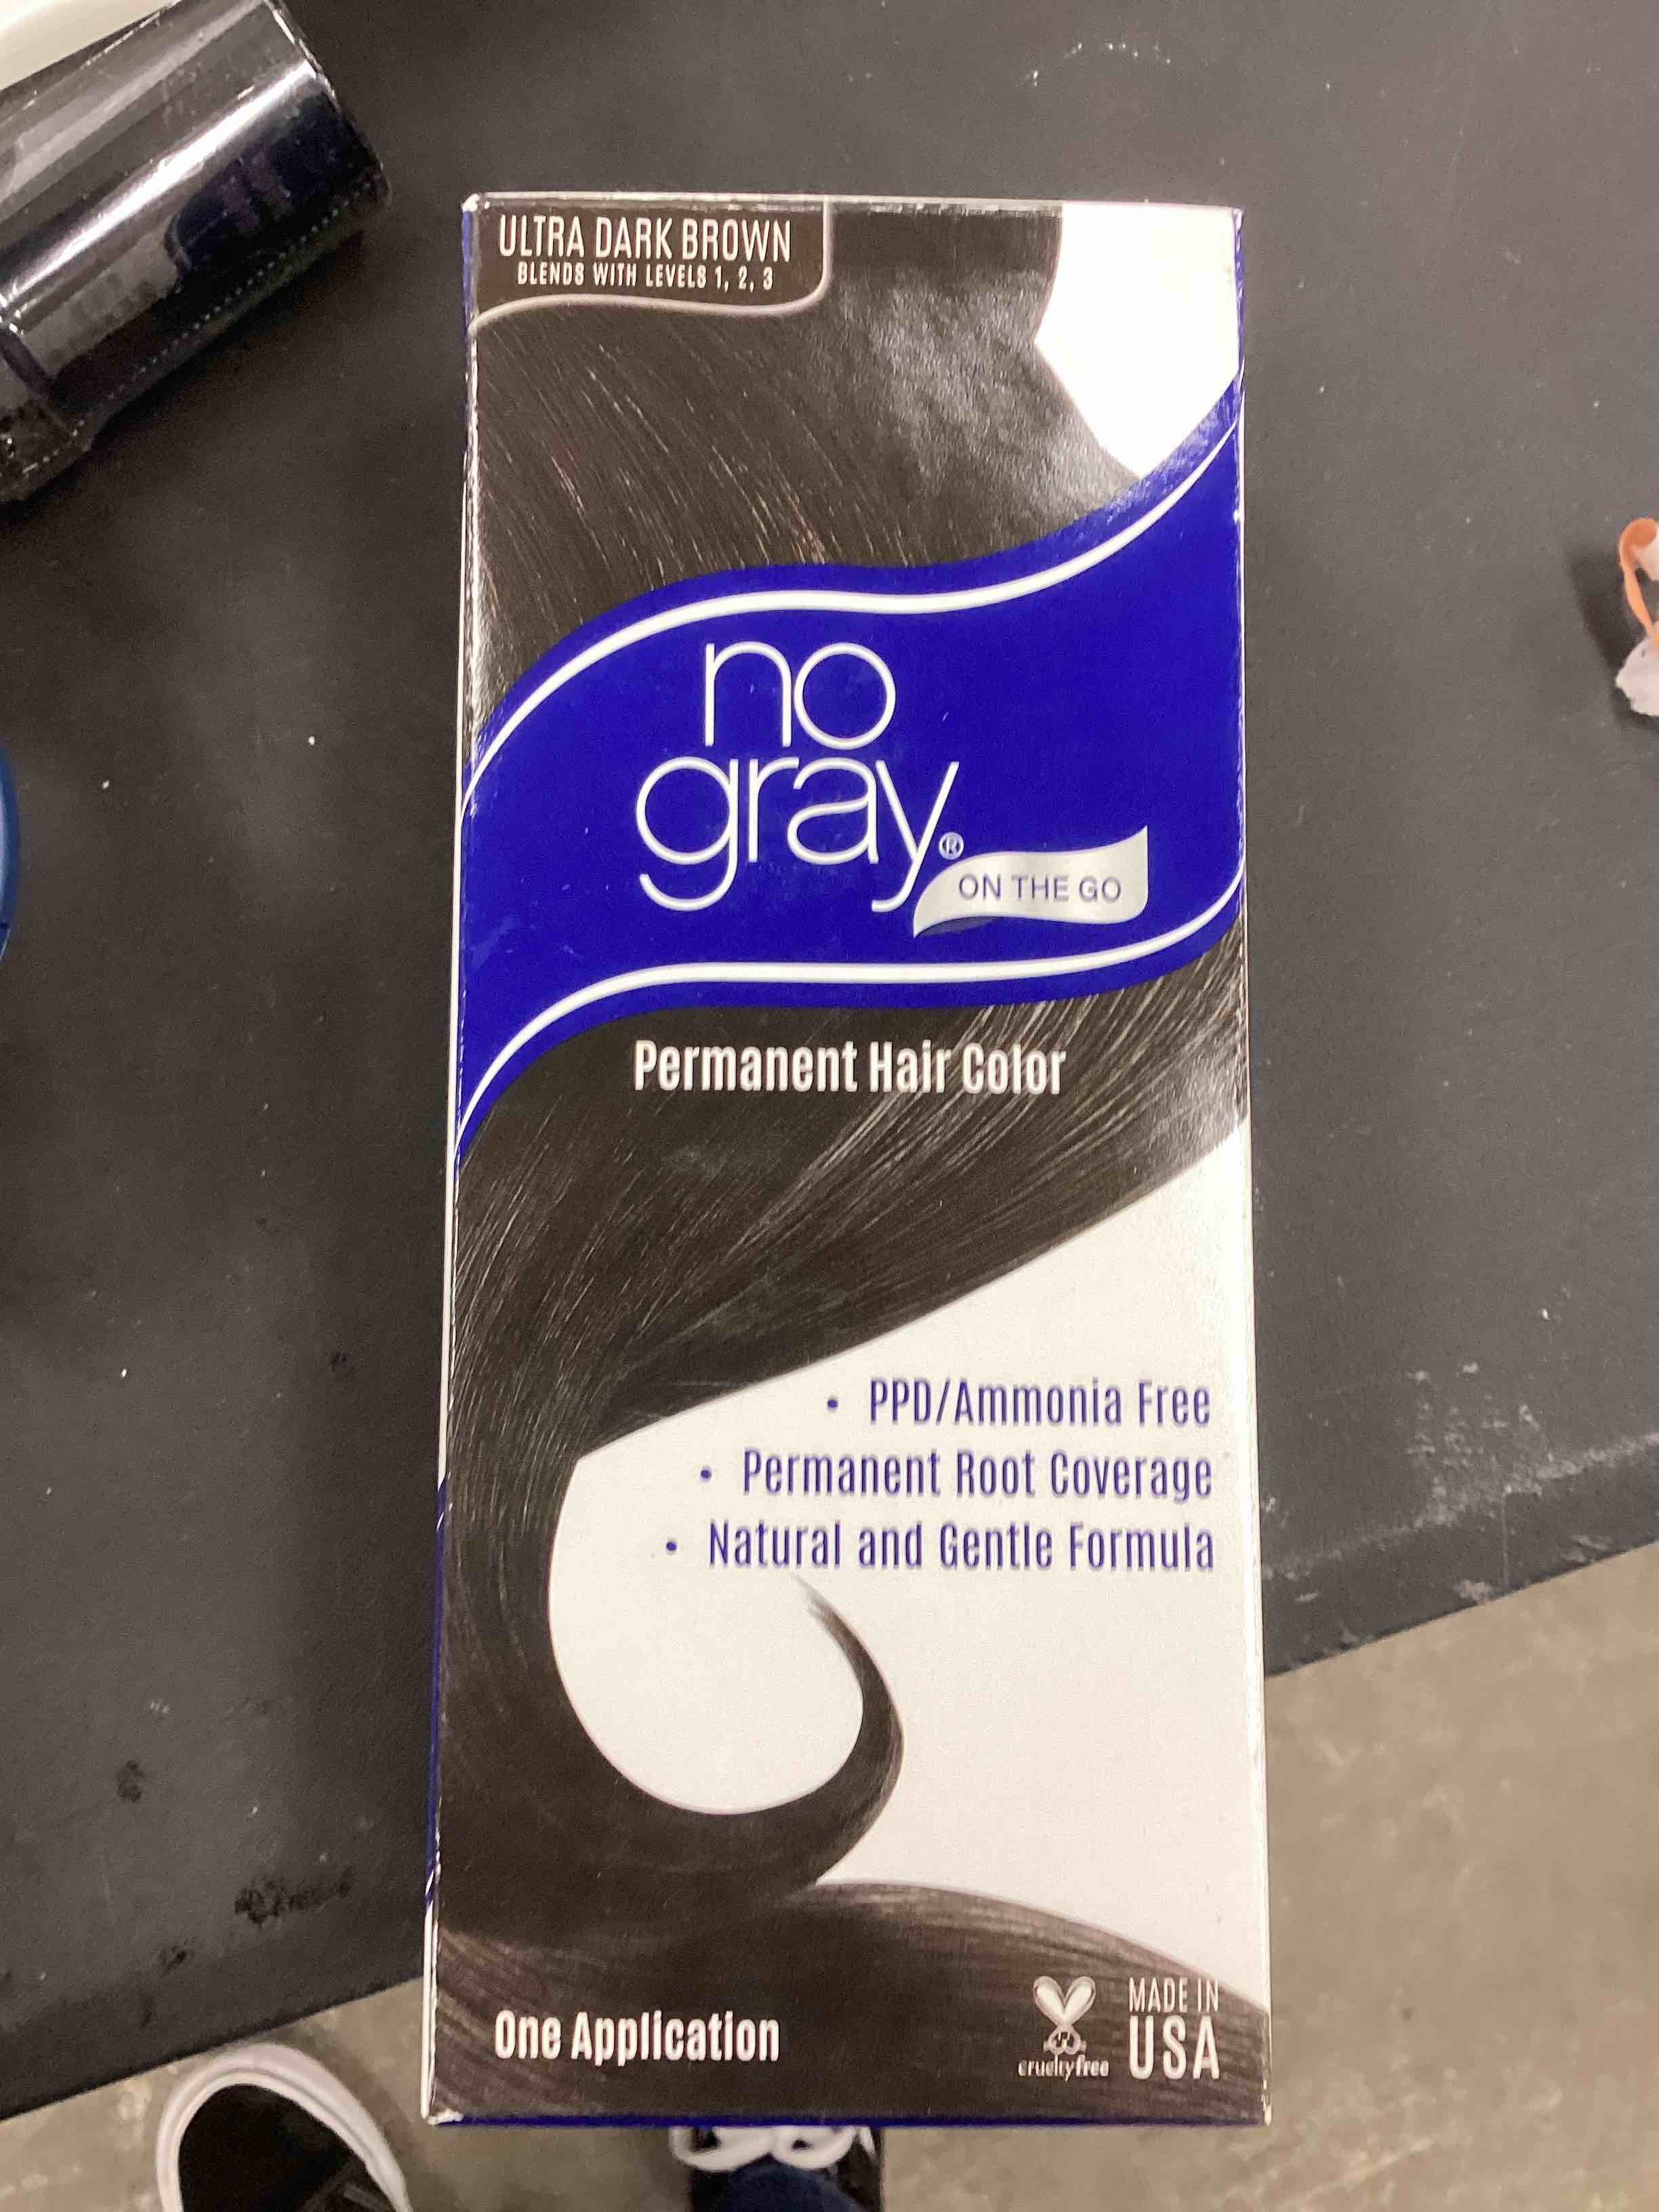 ULTRA DARK BROWN
BLENDS WITH LEVELS 1, 2, 3
no
gray®
ON THE GO
Permanent Hair Color
• PPD/Ammonia Free
• Permanent Root Coverage
• Natural and Gentle Formula
One Application
crueltyfree
MADE IN
USA